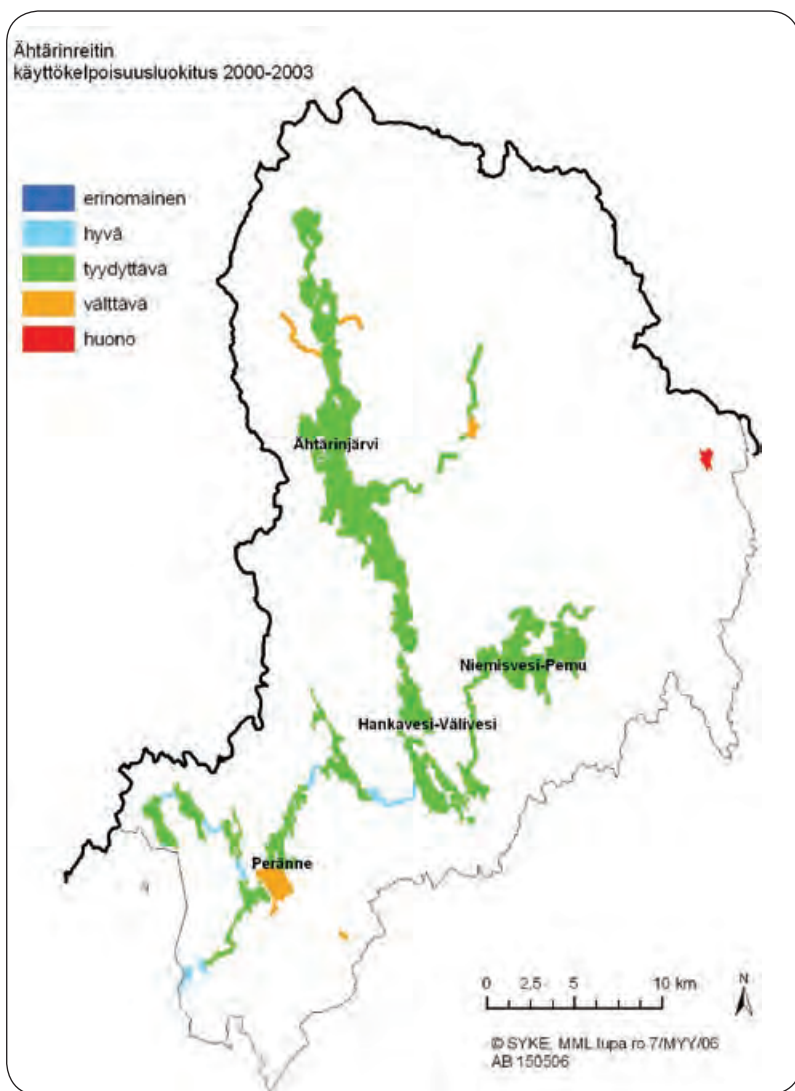 Ähtärinreitin
käyttökelpoisuusluokitus 2000-2003
erinomainen
hyvä
tyydyttävä
välttävä
huono
Ähtärinjärvi
Niemisvesi-Pemu
Hankavesi-Välivesi
Peränne
0 2,5 5 10 km
N
© SYKE, MML lupa ro 7/MYY/06
AB 150506